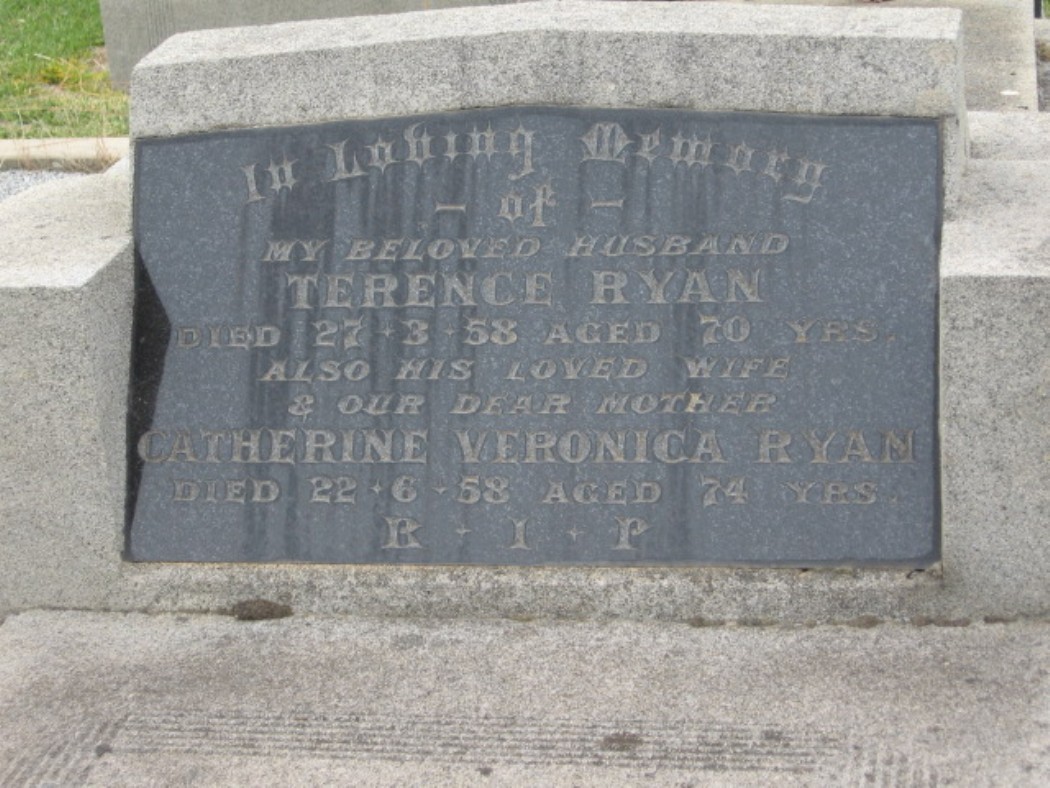 In Loving Memory
- of -
MY BELOVED HUSBAND
TERENCE RYAN
DIED 27·3·58 AGED 70 YRS.
ALSO HIS LOVED WIFE
& OUR DEAR MOTHER
CATHERINE VERONICA RYAN
DIED 22·6·58 AGED 74 YRS.
R·I·P